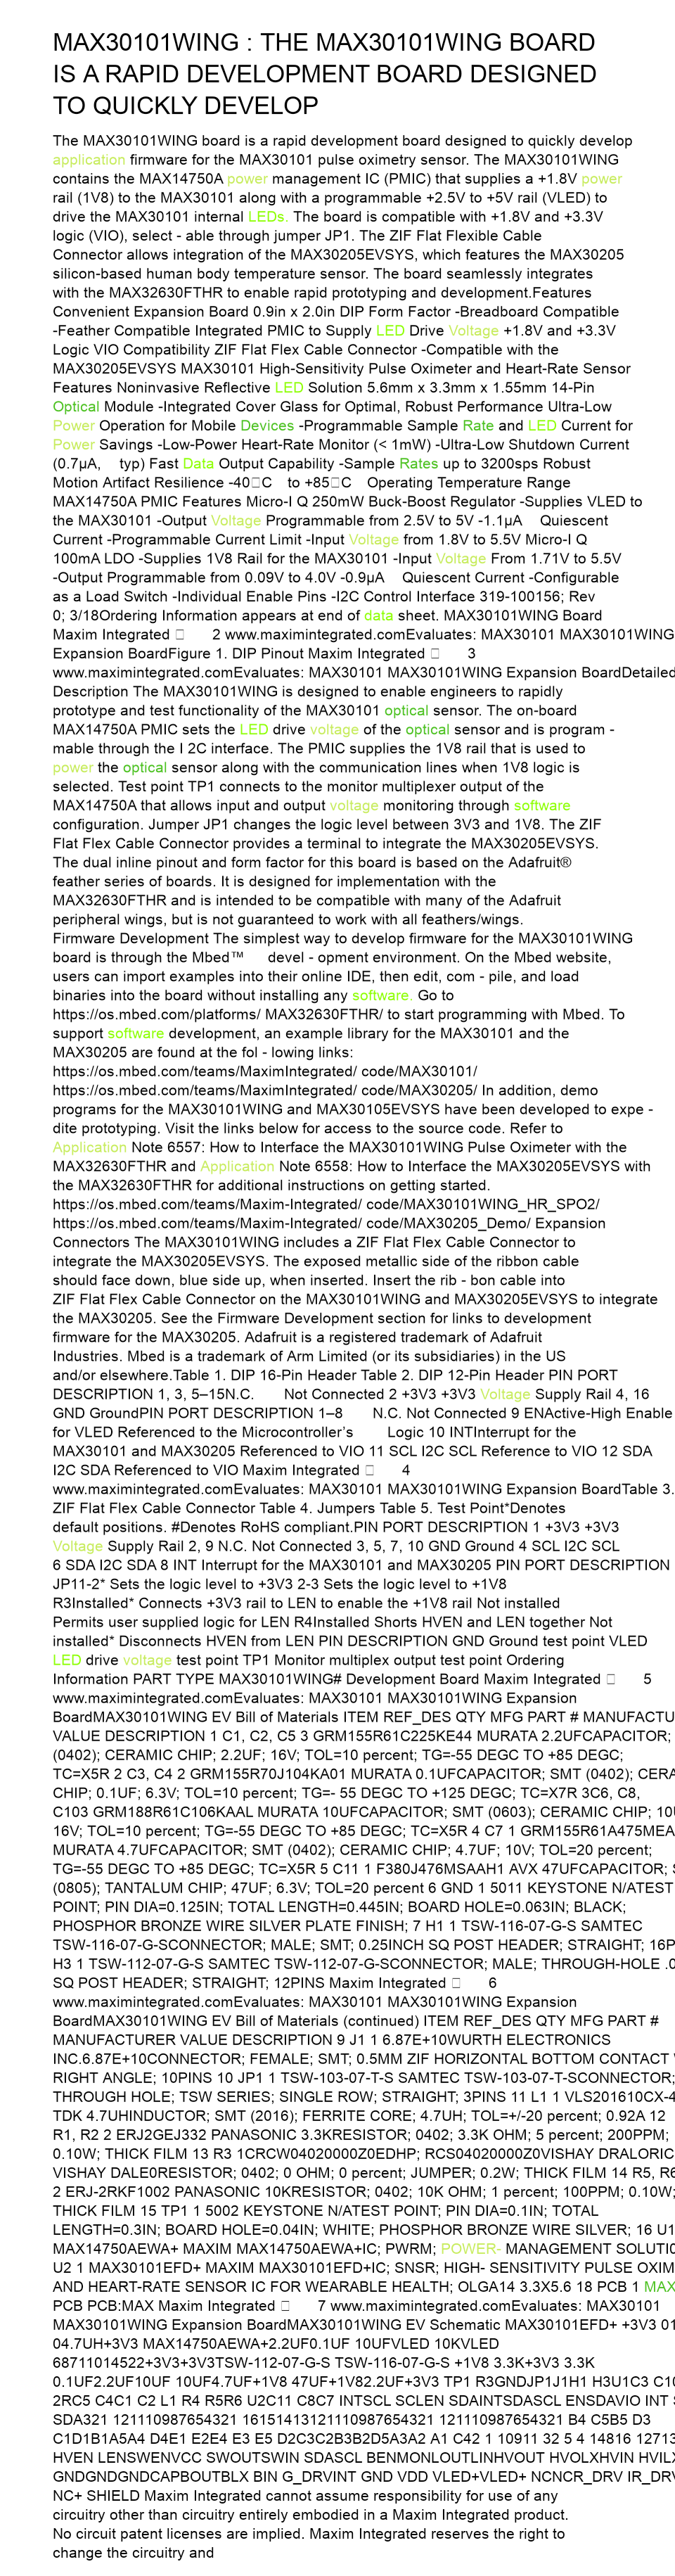 MAX30101WING : THE MAX30101WING BOARD
IS A RAPID DEVELOPMENT BOARD DESIGNED
TO QUICKLY DEVELOP
The MAX30101WING board is a rapid development board designed to quickly develop
application firmware for the MAX30101 pulse oximetry sensor. The MAX30101WING
contains the MAX14750A power management IC (PMIC) that supplies a +1.8V power
rail (1V8) to the MAX30101 along with a programmable +2.5V to +5V rail (VLED) to
drive the MAX30101 internal LEDs. The board is compatible with +1.8V and +3.3V
logic (VIO), select - able through jumper JP1. The ZIF Flat Flexible Cable
Connector allows integration of the MAX30205EVSYS, which features the MAX30205
silicon-based human body temperature sensor. The board seamlessly integrates
with the MAX32630FTHR to enable rapid prototyping and development.Features
Convenient Expansion Board 0.9in x 2.0in DIP Form Factor -Breadboard Compatible
-Feather Compatible Integrated PMIC to Supply LED Drive Voltage +1.8V and +3.3V
Logic VIO Compatibility ZIF Flat Flex Cable Connector -Compatible with the
MAX30205EVSYS MAX30101 High-Sensitivity Pulse Oximeter and Heart-Rate Sensor
Features Noninvasive Reflective LED Solution 5.6mm x 3.3mm x 1.55mm 14-Pin
Optical Module -Integrated Cover Glass for Optimal, Robust Performance Ultra-Low
Power Operation for Mobile Devices -Programmable Sample Rate and LED Current for
Power Savings -Low-Power Heart-Rate Monitor (< 1mW) -Ultra-Low Shutdown Current
(0.7µA, typ) Fast Data Output Capability -Sample Rates up to 3200sps Robust
Motion Artifact Resilience -40□C to +85□C Operating Temperature Range
MAX14750A PMIC Features Micro-I Q 250mW Buck-Boost Regulator -Supplies VLED to
the MAX30101 -Output Voltage Programmable from 2.5V to 5V -1.1µA Quiescent
Current -Programmable Current Limit -Input Voltage from 1.8V to 5.5V Micro-I Q
100mA LDO -Supplies 1V8 Rail for the MAX30101 -Input Voltage From 1.71V to 5.5V
-Output Programmable from 0.09V to 4.0V -0.9µA Quiescent Current -Configurable
as a Load Switch -Individual Enable Pins -I2C Control Interface 319-100156; Rev
0; 3/18Ordering Information appears at end of data sheet. MAX30101WING Board
Maxim Integrated □ 2 www.maximintegrated.comEvaluates: MAX30101 MAX30101WING
Expansion BoardFigure 1. DIP Pinout Maxim Integrated □ 3
www.maximintegrated.comEvaluates: MAX30101 MAX30101WING Expansion BoardDetailed
Description The MAX30101WING is designed to enable engineers to rapidly
prototype and test functionality of the MAX30101 optical sensor. The on-board
MAX14750A PMIC sets the LED drive voltage of the optical sensor and is program -
mable through the I 2C interface. The PMIC supplies the 1V8 rail that is used to
power the optical sensor along with the communication lines when 1V8 logic is
selected. Test point TP1 connects to the monitor multiplexer output of the
MAX14750A that allows input and output voltage monitoring through software
configuration. Jumper JP1 changes the logic level between 3V3 and 1V8. The ZIF
Flat Flex Cable Connector provides a terminal to integrate the MAX30205EVSYS.
The dual inline pinout and form factor for this board is based on the Adafruit®
feather series of boards. It is designed for implementation with the
MAX32630FTHR and is intended to be compatible with many of the Adafruit
peripheral wings, but is not guaranteed to work with all feathers/wings.
Firmware Development The simplest way to develop firmware for the MAX30101WING
board is through the Mbed™ devel - opment environment. On the Mbed website,
users can import examples into their online IDE, then edit, com - pile, and load
binaries into the board without installing any software. Go to
https://os.mbed.com/platforms/ MAX32630FTHR/ to start programming with Mbed. To
support software development, an example library for the MAX30101 and the
MAX30205 are found at the fol - lowing links:
https://os.mbed.com/teams/MaximIntegrated/ code/MAX30101/
https://os.mbed.com/teams/MaximIntegrated/ code/MAX30205/ In addition, demo
programs for the MAX30101WING and MAX30105EVSYS have been developed to expe -
dite prototyping. Visit the links below for access to the source code. Refer to
Application Note 6557: How to Interface the MAX30101WING Pulse Oximeter with the
MAX32630FTHR and Application Note 6558: How to Interface the MAX30205EVSYS with
the MAX32630FTHR for additional instructions on getting started.
https://os.mbed.com/teams/Maxim-Integrated/ code/MAX30101WING_HR_SPO2/
https://os.mbed.com/teams/Maxim-Integrated/ code/MAX30205_Demo/ Expansion
Connectors The MAX30101WING includes a ZIF Flat Flex Cable Connector to
integrate the MAX30205EVSYS. The exposed metallic side of the ribbon cable
should face down, blue side up, when inserted. Insert the rib - bon cable into
ZIF Flat Flex Cable Connector on the MAX30101WING and MAX30205EVSYS to integrate
the MAX30205. See the Firmware Development section for links to development
firmware for the MAX30205. Adafruit is a registered trademark of Adafruit
Industries. Mbed is a trademark of Arm Limited (or its subsidiaries) in the US
and/or elsewhere.Table 1. DIP 16-Pin Header Table 2. DIP 12-Pin Header PIN PORT
DESCRIPTION 1, 3, 5–15N.C. Not Connected 2 +3V3 +3V3 Voltage Supply Rail 4, 16
GND GroundPIN PORT DESCRIPTION 1–8 N.C. Not Connected 9 ENActive-High Enable
for VLED Referenced to the Microcontroller's Logic 10 INTInterrupt for the
MAX30101 and MAX30205 Referenced to VIO 11 SCL I2C SCL Reference to VIO 12 SDA
I2C SDA Referenced to VIO Maxim Integrated □ 4
www.maximintegrated.comEvaluates: MAX30101 MAX30101WING Expansion BoardTable 3.
ZIF Flat Flex Cable Connector Table 4. Jumpers Table 5. Test Point*Denotes
default positions. #Denotes RoHS compliant.PIN PORT DESCRIPTION 1 +3V3 +3V3
Voltage Supply Rail 2, 9 N.C. Not Connected 3, 5, 7, 10 GND Ground 4 SCL I2C SCL
6 SDA I2C SDA 8 INT Interrupt for the MAX30101 and MAX30205 PIN PORT DESCRIPTION
JP11-2* Sets the logic level to +3V3 2-3 Sets the logic level to +1V8
R3Installed* Connects +3V3 rail to LEN to enable the +1V8 rail Not installed
Permits user supplied logic for LEN R4Installed Shorts HVEN and LEN together Not
installed* Disconnects HVEN from LEN PIN DESCRIPTION GND Ground test point VLED
LED drive voltage test point TP1 Monitor multiplex output test point Ordering
Information PART TYPE MAX30101WING# Development Board Maxim Integrated □ 5
www.maximintegrated.comEvaluates: MAX30101 MAX30101WING Expansion
BoardMAX30101WING EV Bill of Materials ITEM REF_DES QTY MFG PART # MANUFACTU
VALUE DESCRIPTION 1 C1, C2, C5 3 GRM155R61C225KE44 MURATA 2.2UFCAPACITOR;
(0402); CERAMIC CHIP; 2.2UF; 16V; TOL=10 percent; TG=-55 DEGC TO +85 DEGC;
TC=X5R 2 C3, C4 2 GRM155R70J104KA01 MURATA 0.1UFCAPACITOR; SMT (0402); CERA
CHIP; 0.1UF; 6.3V; TOL=10 percent; TG=- 55 DEGC TO +125 DEGC; TC=X7R 3C6, C8,
C103 GRM188R61C106KAAL MURATA 10UFCAPACITOR; SMT (0603); CERAMIC CHIP; 10U
16V; TOL=10 percent; TG=-55 DEGC TO +85 DEGC; TC=X5R 4 C7 1 GRM155R61A475MEA
MURATA 4.7UFCAPACITOR; SMT (0402); CERAMIC CHIP; 4.7UF; 10V; TOL=20 percent;
TG=-55 DEGC TO +85 DEGC; TC=X5R 5 C11 1 F380J476MSAAH1 AVX 47UFCAPACITOR; S
(0805); TANTALUM CHIP; 47UF; 6.3V; TOL=20 percent 6 GND 1 5011 KEYSTONE N/ATEST
POINT; PIN DIA=0.125IN; TOTAL LENGTH=0.445IN; BOARD HOLE=0.063IN; BLACK;
PHOSPHOR BRONZE WIRE SILVER PLATE FINISH; 7 H1 1 TSW-116-07-G-S SAMTEC
TSW-116-07-G-SCONNECTOR; MALE; SMT; 0.25INCH SQ POST HEADER; STRAIGHT; 16P
H3 1 TSW-112-07-G-S SAMTEC TSW-112-07-G-SCONNECTOR; MALE; THROUGH-HOLE .0
SQ POST HEADER; STRAIGHT; 12PINS Maxim Integrated □ 6
www.maximintegrated.comEvaluates: MAX30101 MAX30101WING Expansion
BoardMAX30101WING EV Bill of Materials (continued) ITEM REF_DES QTY MFG PART #
MANUFACTURER VALUE DESCRIPTION 9 J1 1 6.87E+10WURTH ELECTRONICS
INC.6.87E+10CONNECTOR; FEMALE; SMT; 0.5MM ZIF HORIZONTAL BOTTOM CONTACT
RIGHT ANGLE; 10PINS 10 JP1 1 TSW-103-07-T-S SAMTEC TSW-103-07-T-SCONNECTOR;
THROUGH HOLE; TSW SERIES; SINGLE ROW; STRAIGHT; 3PINS 11 L1 1 VLS201610CX-4
TDK 4.7UHINDUCTOR; SMT (2016); FERRITE CORE; 4.7UH; TOL=+/-20 percent; 0.92A 12
R1, R2 2 ERJ2GEJ332 PANASONIC 3.3KRESISTOR; 0402; 3.3K OHM; 5 percent; 200PPM;
0.10W; THICK FILM 13 R3 1CRCW04020000Z0EDHP; RCS04020000Z0VISHAY DRALORIC
VISHAY DALE0RESISTOR; 0402; 0 OHM; 0 percent; JUMPER; 0.2W; THICK FILM 14 R5, R6
2 ERJ-2RKF1002 PANASONIC 10KRESISTOR; 0402; 10K OHM; 1 percent; 100PPM; 0.10W;
THICK FILM 15 TP1 1 5002 KEYSTONE N/ATEST POINT; PIN DIA=0.1IN; TOTAL
LENGTH=0.3IN; BOARD HOLE=0.04IN; WHITE; PHOSPHOR BRONZE WIRE SILVER; 16 U1
MAX14750AEWA+ MAXIM MAX14750AEWA+IC; PWRM; POWER- MANAGEMENT SOLUTIO
U2 1 MAX30101EFD+ MAXIM MAX30101EFD+IC; SNSR; HIGH- SENSITIVITY PULSE OXIM
AND HEART-RATE SENSOR IC FOR WEARABLE HEALTH; OLGA14 3.3X5.6 18 PCB 1 MAX
PCB PCB:MAX Maxim Integrated □ 7 www.maximintegrated.comEvaluates: MAX30101
MAX30101WING Expansion BoardMAX30101WING EV Schematic MAX30101EFD+ +3V3 01
04.7UH+3V3 MAX14750AEWA+2.2UF0.1UF 10UFVLED 10KVLED
68711014522+3V3+3V3TSW-112-07-G-S TSW-116-07-G-S +1V8 3.3K+3V3 3.3K
0.1UF2.2UF10UF 10UF4.7UF+1V8 47UF+1V82.2UF+3V3 TP1 R3GNDJP1J1H1 H3U1C3 C10
2RC5 C4C1 C2 L1 R4 R5R6 U2C11 C8C7 INTSCL SCLEN SDAINTSDASCL ENSDAVIO INT
SDA321 121110987654321 16151413121110987654321 121110987654321 B4 C5B5 D3
C1D1B1A5A4 D4E1 E2E4 E3 E5 D2C3C2B3B2D5A3A2 A1 C42 1 10911 32 5 4 14816 12713
HVEN LENSWENVCC SWOUTSWIN SDASCL BENMONLOUTLINHVOUT HVOLXHVIN HVILX
GNDGNDGNDCAPBOUTBLX BIN G_DRVINT GND VDD VLED+VLED+ NCNCR_DRV IR_DRV
NC+ SHIELD Maxim Integrated cannot assume responsibility for use of any
circuitry other than circuitry entirely embodied in a Maxim Integrated product.
No circuit patent licenses are implied. Maxim Integrated reserves the right to
change the circuitry and